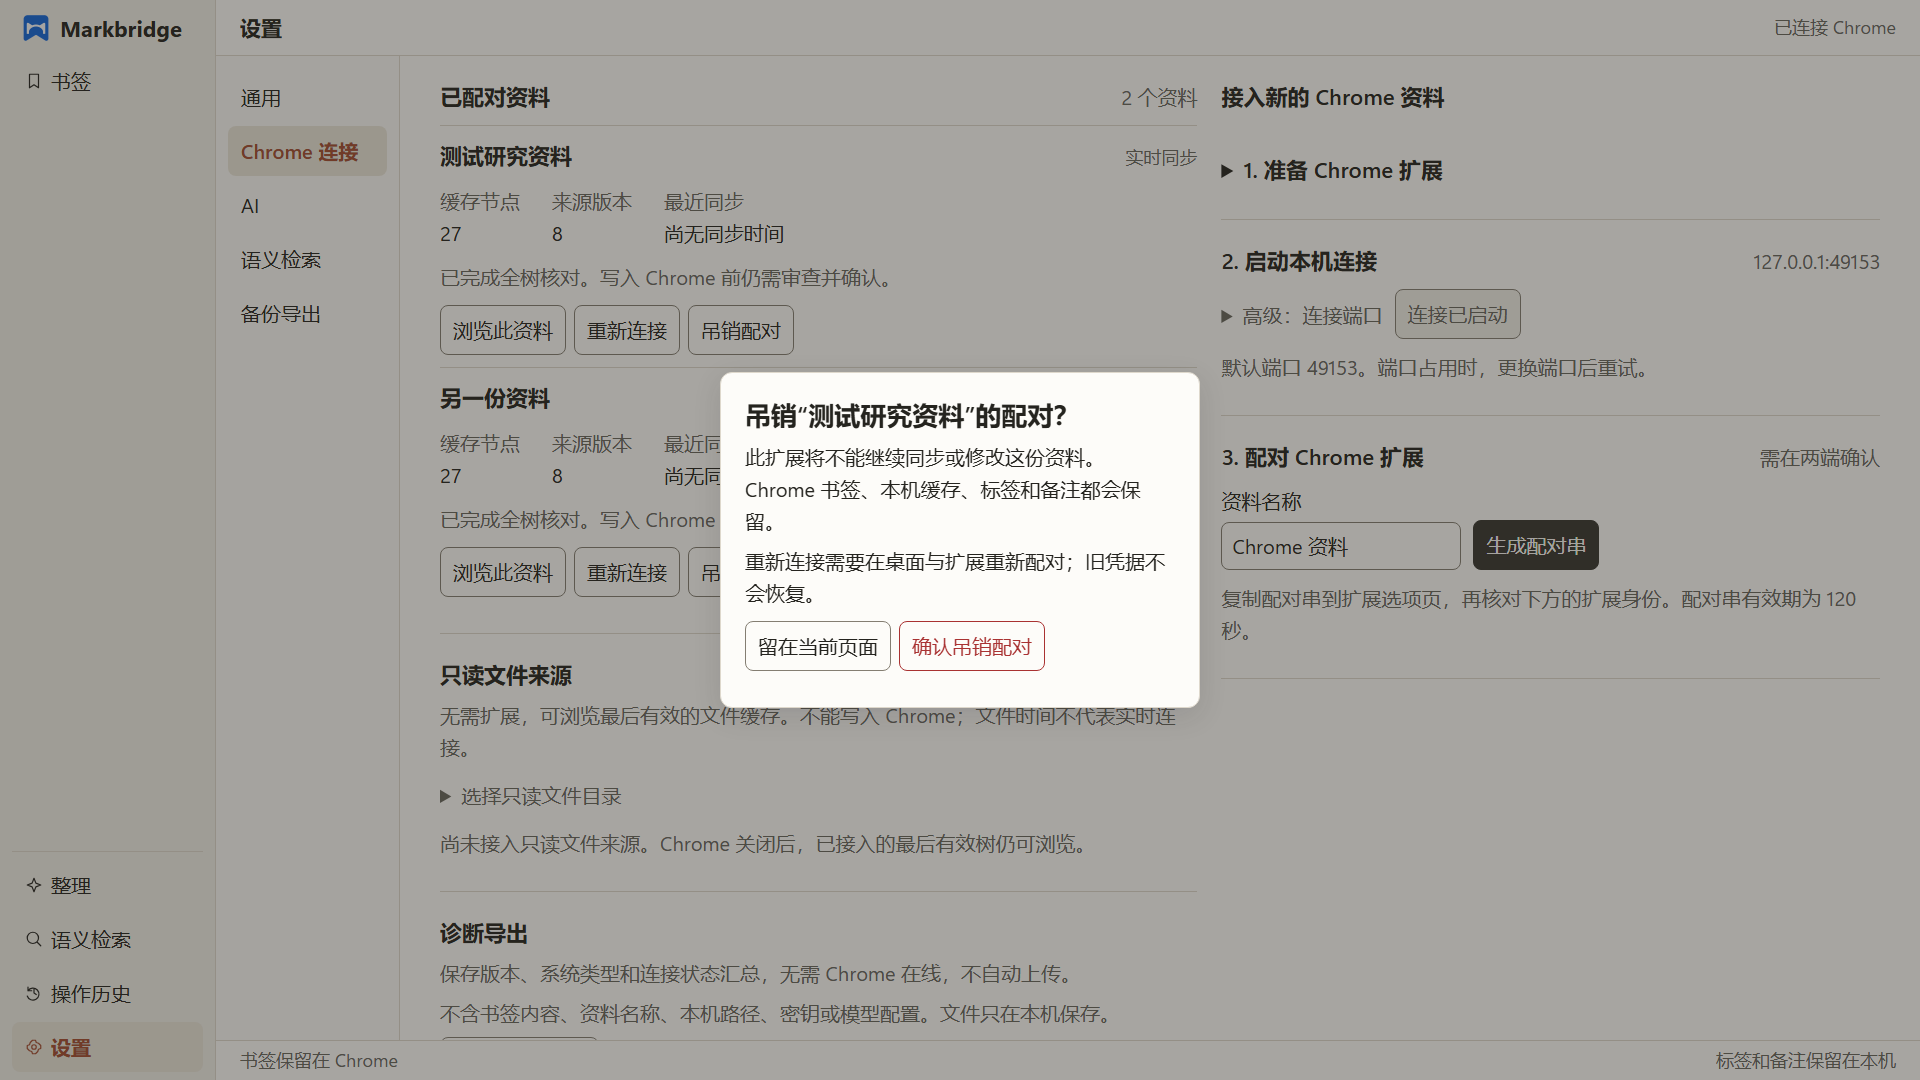 Markbridge
书签
整理
语义检索
操作历史
设置
设置
已连接 Chrome
通用
Chrome 连接
AI
语义检索
备份导出
已配对资料
2 个资料
测试研究资料
实时同步
缓存节点 来源版本 最近同步
27 8 尚无同步时间
已完成全树核对。写入 Chrome 前仍需审查并确认。
浏览此资料 重新连接 吊销配对
另一份资料
缓存节点 来源版本 最近同
27 8 尚无同
已完成全树核对。写入 Chrome
浏览此资料 重新连接 吊
只读文件来源
无需扩展，可浏览最后有效的文件缓存。不能写入 Chrome；文件时间不代表实时连
接。
选择只读文件目录
尚未接入只读文件来源。Chrome 关闭后，已接入的最后有效树仍可浏览。
诊断导出
保存版本、系统类型和连接状态汇总，无需 Chrome 在线，不自动上传。
不含书签内容、资料名称、本机路径、密钥或模型配置。文件只在本机保存。
接入新的 Chrome 资料
1. 准备 Chrome 扩展
2. 启动本机连接
127.0.0.1:49153
高级：连接端口 连接已启动
默认端口 49153。端口占用时，更换端口后重试。
3. 配对 Chrome 扩展
需在两端确认
资料名称
Chrome 资料 生成配对串
复制配对串到扩展选项页，再核对下方的扩展身份。配对串有效期为 120
秒。
吊销“测试研究资料”的配对？
此扩展将不能继续同步或修改这份资料。
Chrome 书签、本机缓存、标签和备注都会保
留。
重新连接需要在桌面与扩展重新配对；旧凭据不
会恢复。
留在当前页面 确认吊销配对
书签保留在 Chrome
标签和备注保留在本机